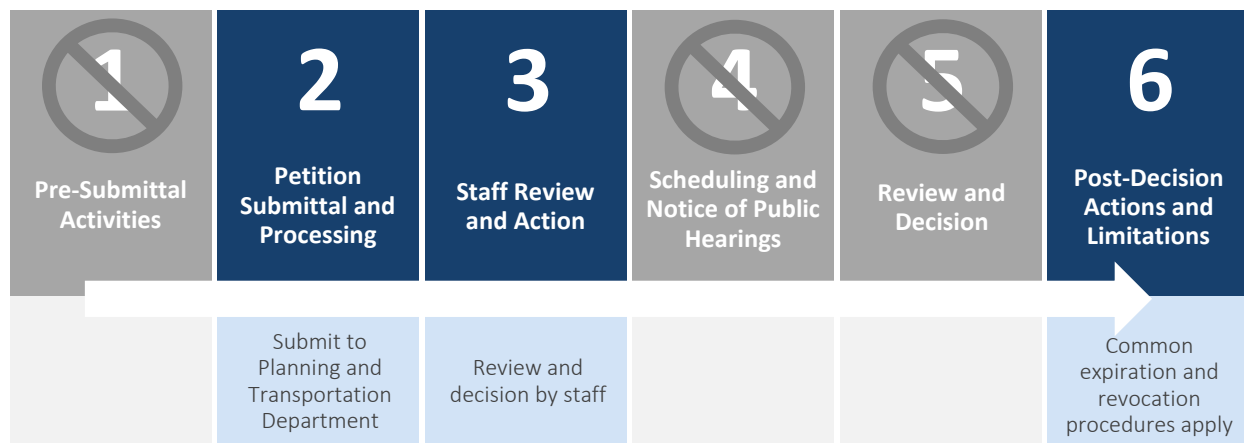 1
Pre-Submittal
Activities
2
Petition
Submittal and
Processing
3
Staff Review
and Action
4
Scheduling and
Notice of Public
Hearings
5
Review and
Decision
6
Post-Decision
Actions and
Limitations
Submit to
Planning and
Transportation
Department
Review and
decision by staff
Common
expiration and
revocation
procedures apply